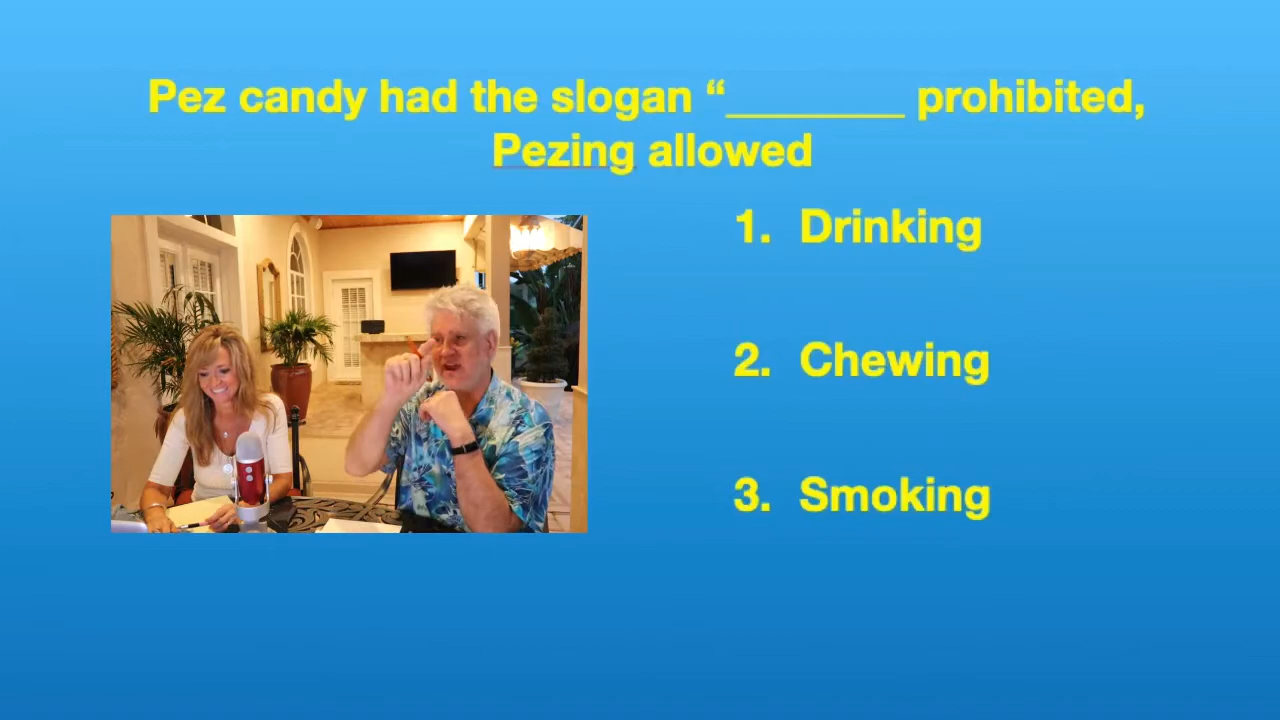 Pez candy had the slogan “________ prohibited,
Pezing allowed
1. Drinking
2. Chewing
3. Smoking